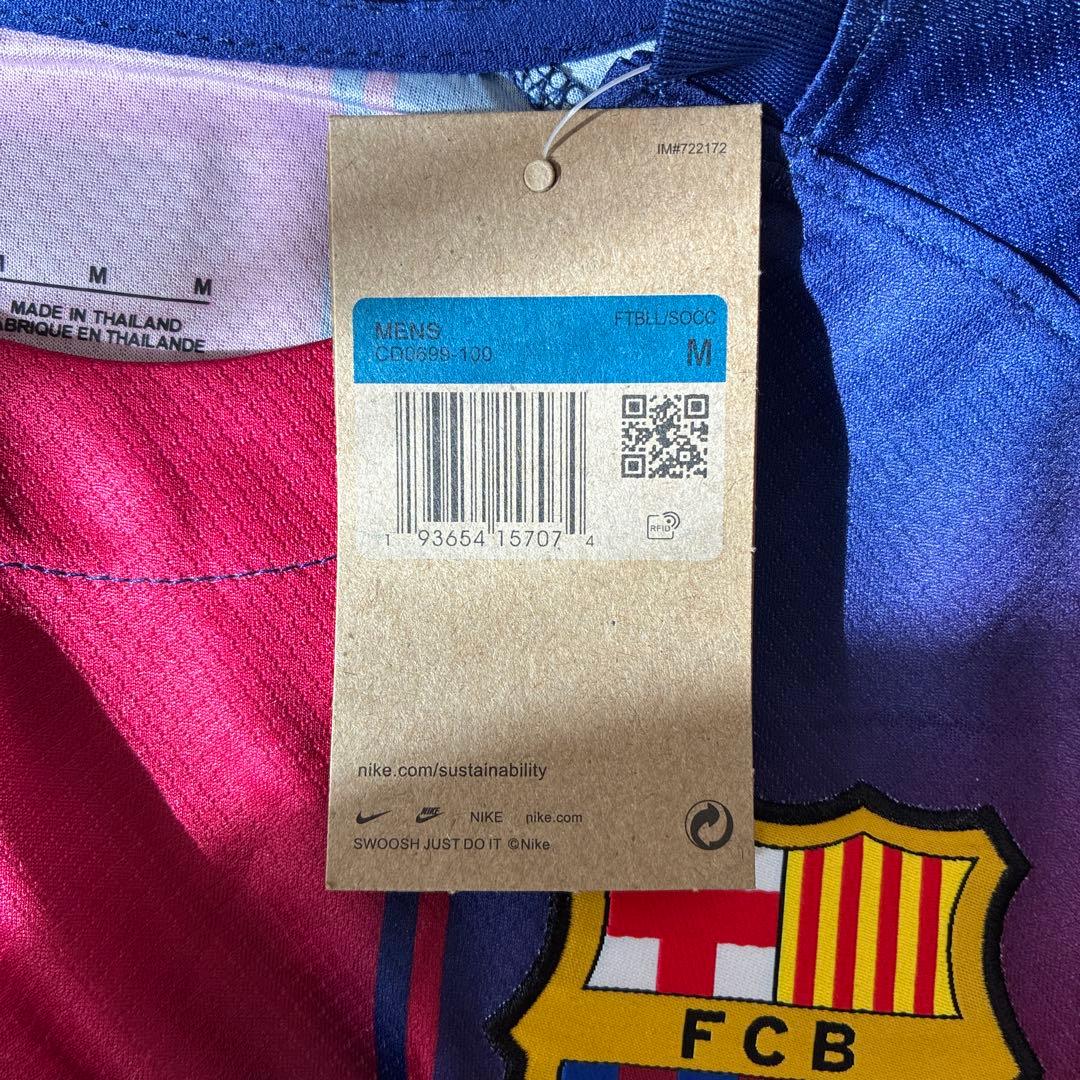 IM#722172
MENS
FTBLL/SOCC
CD0699-100
M
M
M
MADE IN THAILAND
ABRIQUE EN THAILANDE
RFID
1 93654 15707 4
nike.com/sustainability
NIKE
NIKE
nike.com
SWOOSH JUST DO IT ©Nike
FCB